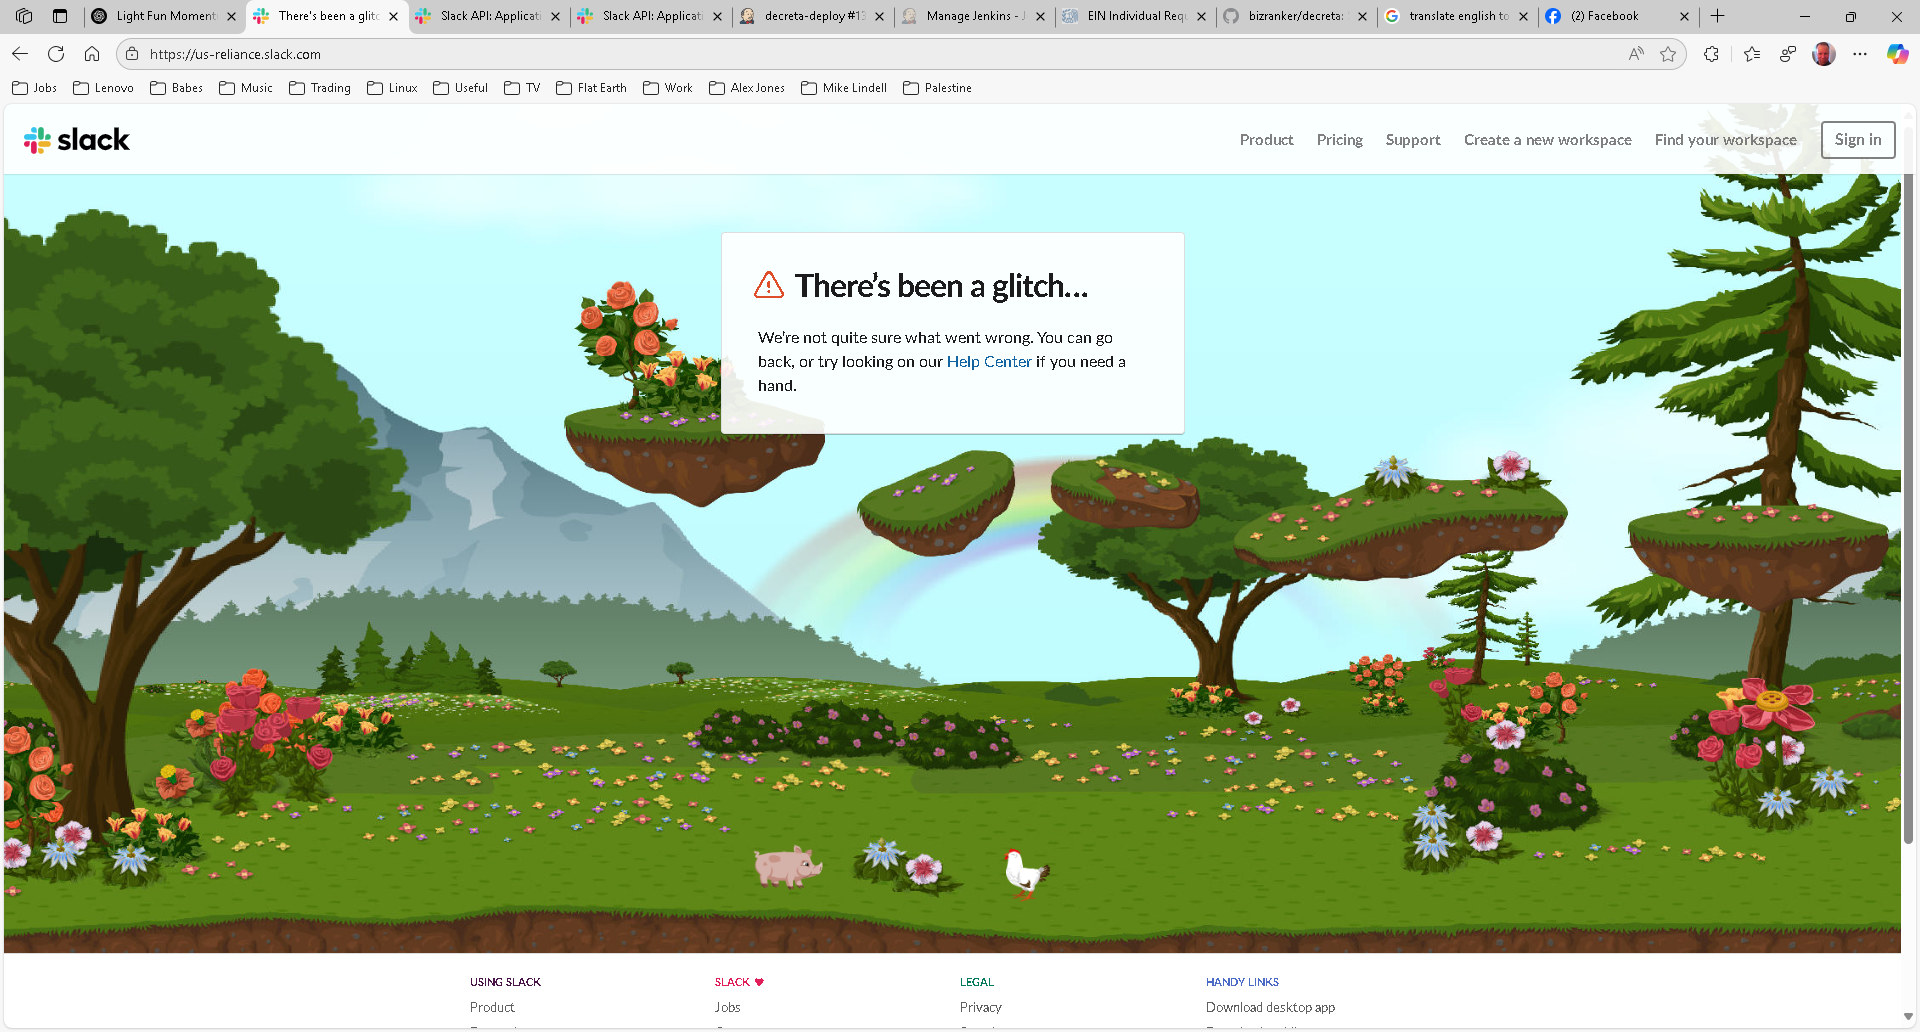 Light Fun Moment
There's been a glitc
Slack API: Applicati
Slack API: Applicati
decreta-deploy #13
Manage Jenkins - J
EIN Individual Requ
bizranker/decreta:
translate english to
(2) Facebook
https://us-reliance.slack.com
Jobs
Lenovo
Babes
Music
Trading
Linux
Useful
TV
Flat Earth
Work
Alex Jones
Mike Lindell
Palestine
slack
Product
Pricing
Support
Create a new workspace
Find your workspace
Sign in
There's been a glitch...
We're not quite sure what went wrong. You can go
back, or try looking on our Help Center if you need a
hand.
USING SLACK
Product
SLACK ♥
Jobs
LEGAL
Privacy
HANDY LINKS
Download desktop app